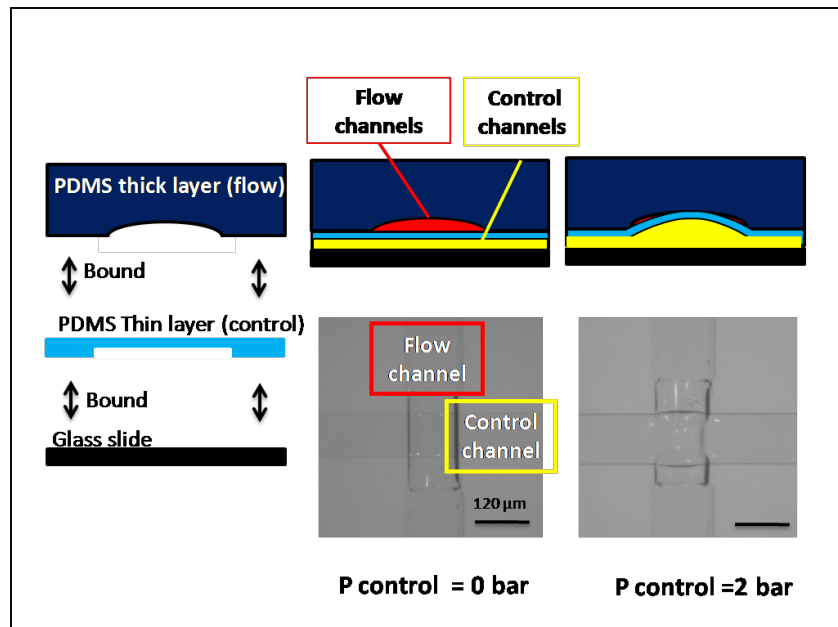 Flow
channels
Control
channels
PDMS thick layer (flow)
Bound
PDMS Thin layer (control)
Bound
Glass slide
Flow
channel
Control
channel
120 µm
P control = 0 bar
P control =2 bar